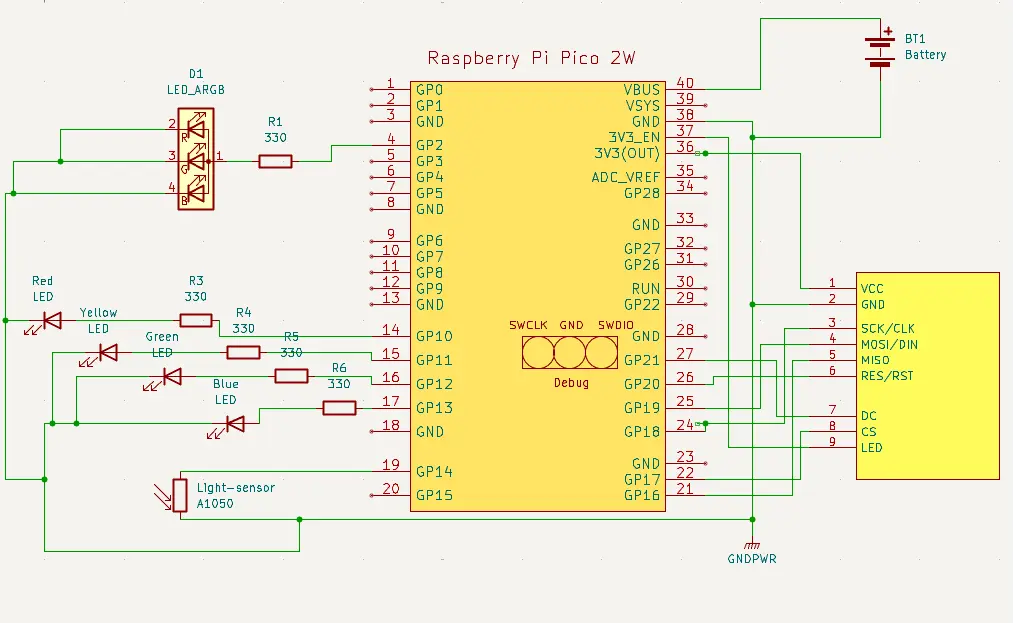 Raspberry Pi Pico 2W
BT1
Battery
D1
LED_ARGB
2
R
3
G
1
4
B
R1
330
1 GP0
2 GP1
3 GND
4 GP2
5 GP3
6 GP4
7 GP5
8 GND
9 GP6
10 GP7
11 GP8
12 GP9
13 GND
14 GP10
15 GP11
16 GP12
17 GP13
18 GND
19 GP14
20 GP15
VBUS 40
VSYS 39
GND 38
3V3_EN 37
3V3(OUT) 36
ADC_VREF 35
GP28 34
GND 33
GP27 32
GP26 31
RUN 30
GP22 29
GND 28
GP21 27
GP20 26
GP19 25
GP18 24
GND 23
GP17 22
GP16 21
SWCLK GND SWDIO
Debug
Red
LED
R3
330
Yellow
LED
R4
330
Green
LED
R5
330
Blue
LED
R6
330
Light-sensor
A1050
1 VCC
2 GND
3 SCK/CLK
4 MOSI/DIN
5 MISO
6 RES/RST
7 DC
8 CS
9 LED
GNDPWR